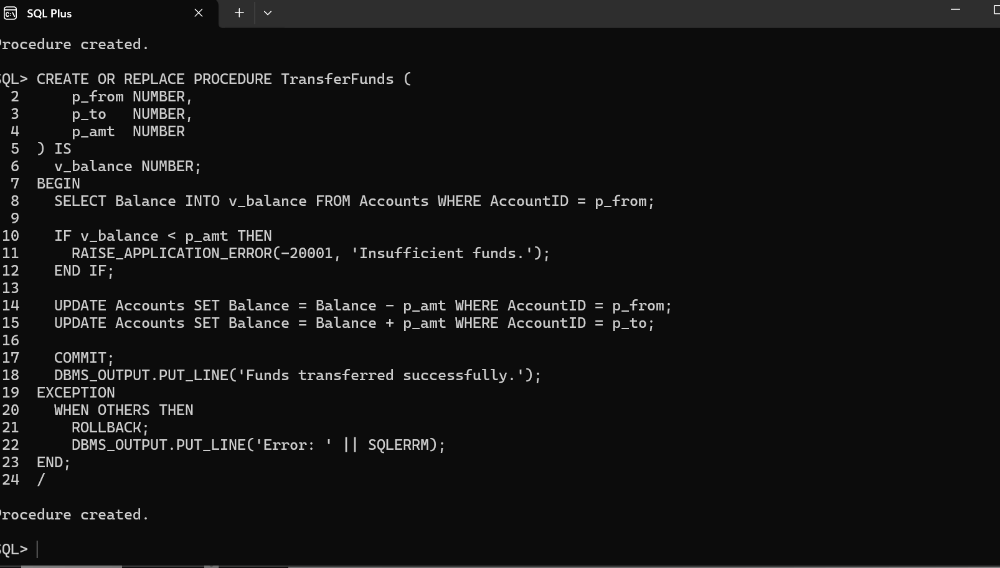 SQL Plus
Procedure created.
SQL> CREATE OR REPLACE PROCEDURE TransferFunds (
2      p_from NUMBER,
3      p_to   NUMBER,
4      p_amt  NUMBER
5  ) IS
6    v_balance NUMBER;
7  BEGIN
8    SELECT Balance INTO v_balance FROM Accounts WHERE AccountID = p_from;
9
10    IF v_balance < p_amt THEN
11      RAISE_APPLICATION_ERROR(-20001, 'Insufficient funds.');
12    END IF;
13
14    UPDATE Accounts SET Balance = Balance - p_amt WHERE AccountID = p_from;
15    UPDATE Accounts SET Balance = Balance + p_amt WHERE AccountID = p_to;
16
17    COMMIT;
18    DBMS_OUTPUT.PUT_LINE('Funds transferred successfully.');
19  EXCEPTION
20    WHEN OTHERS THEN
21      ROLLBACK;
22      DBMS_OUTPUT.PUT_LINE('Error: ' || SQLERRM);
23  END;
24  /
Procedure created.
SQL>